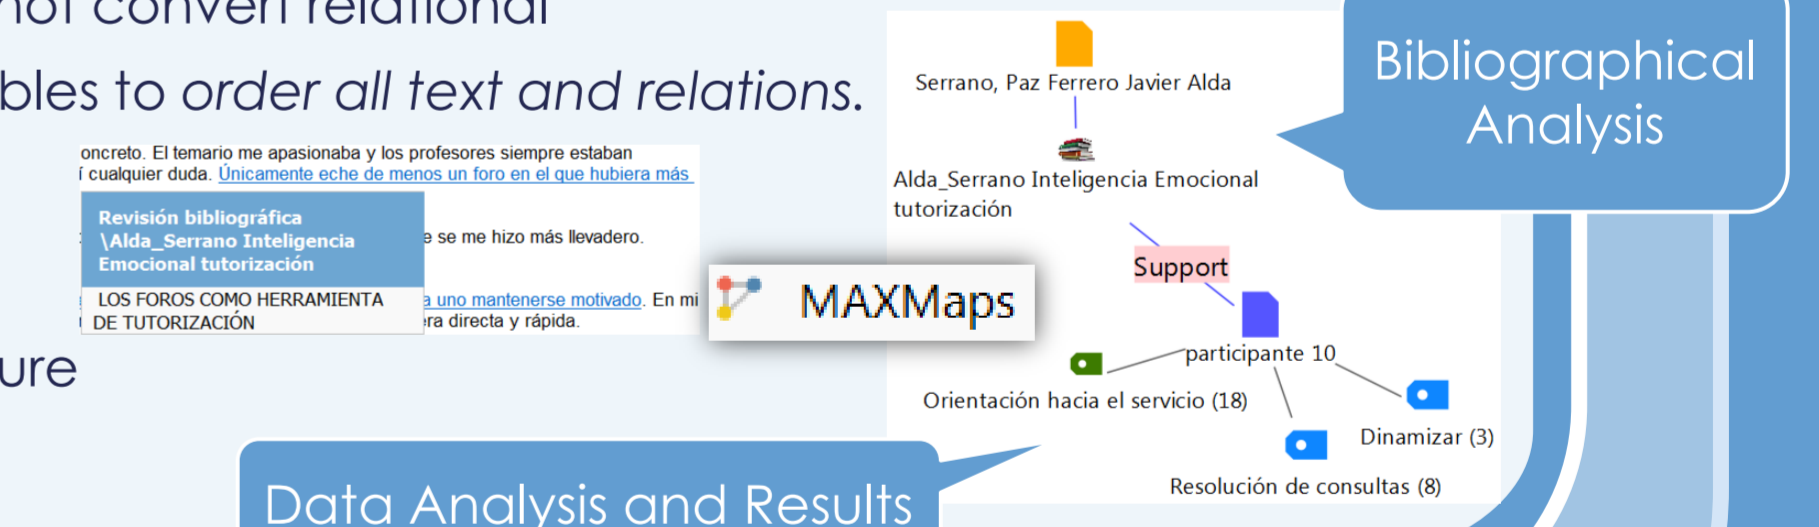 not convert relational
bles to order all text and relations.
oncreto. El temario me apasionaba y los profesores siempre estaban
í cualquier duda. Únicamente eche de menos un foro en el que hubiera más
Revisión bibliográfica
\Alda_Serrano Inteligencia
Emocional tutorización
e se me hizo más llevadero.
LOS FOROS COMO HERRAMIENTA
DE TUTORIZACIÓN
a uno mantenerse motivado. En mi
ra directa y rápida.
ure
MAXMaps
Serrano, Paz Ferrero Javier Alda
Alda_Serrano Inteligencia Emocional
tutorización
Support
participante 10
Orientación hacia el servicio (18)
Dinamizar (3)
Resolución de consultas (8)
Bibliographical
Analysis
Data Analysis and Results